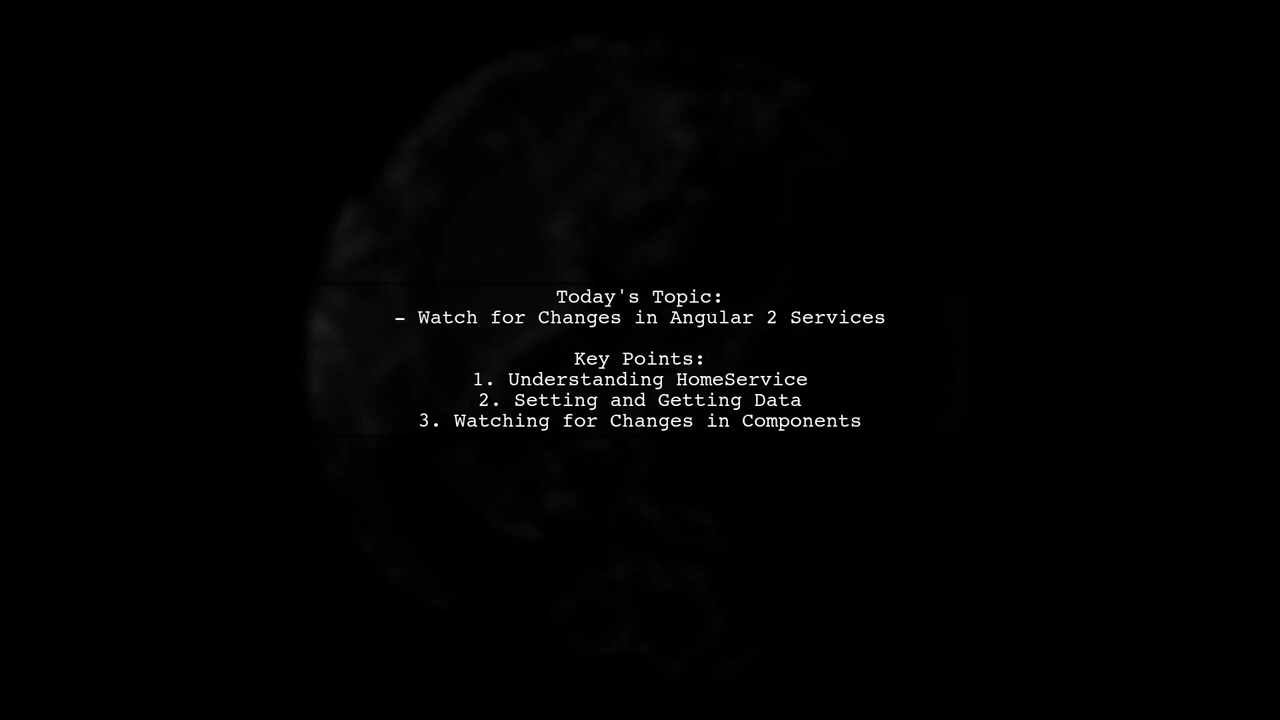 Today's Topic:
- Watch for Changes in Angular 2 Services
Key Points:
1. Understanding HomeService
2. Setting and Getting Data
3. Watching for Changes in Components